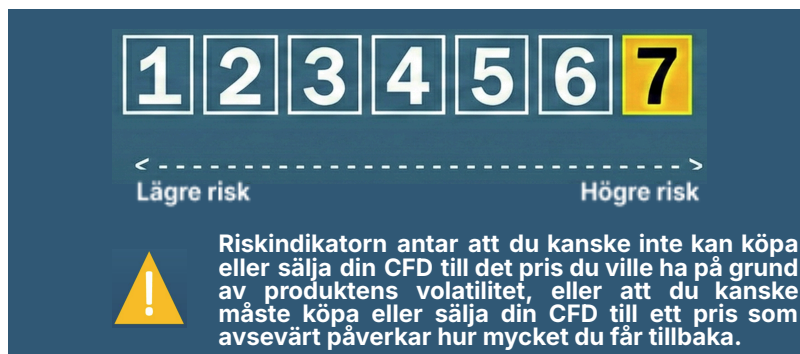 1 2 3 4 5 6 7
Lägre risk Högre risk
Riskindikatorn antar att du kanske inte kan köpa
eller sälja din CFD till det pris du ville ha på grund
av produktens volatilitet, eller att du kanske
måste köpa eller sälja din CFD till ett pris som
avsevärt påverkar hur mycket du får tillbaka.